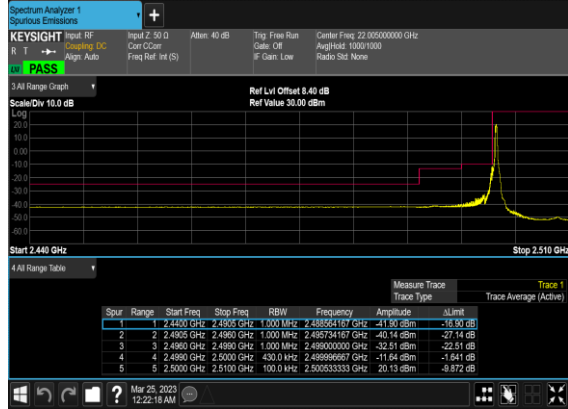 Spectrum Analyzer 1
Spurious Emissions
KEYSIGHT Input: RF Input Z: 50 Ω Atten: 40 dB Trig: Free Run Center Freq: 22.005000000 GHz
R T Coupling: DC Corr CCorr Gate: Off Avg|Hold: 1000/1000
Align: Auto Freq Ref: Int (S) IF Gain: Low Radio Std: None
PASS
3 All Range Graph
Ref Lvl Offset 8.40 dB
Scale/Div 10.0 dB Ref Value 30.00 dBm
Log
20.0
10.0
0.00
-10.0
-20.0
-30.0
-40.0
-50.0
-60.0
Start 2.440 GHz Stop 2.510 GHz
4 All Range Table
Measure Trace Trace 1
Trace Type Trace Average (Active)
Spur Range Start Freq Stop Freq RBW Frequency Amplitude ΔLimit
1 1 2.4400 GHz 2.4905 GHz 1.000 MHz 2.488564167 GHz -41.90 dBm -16.90 dB
2 2 2.4905 GHz 2.4960 GHz 1.000 MHz 2.495734167 GHz -40.14 dBm -27.14 dB
3 3 2.4960 GHz 2.4990 GHz 1.000 MHz 2.499000000 GHz -32.51 dBm -22.51 dB
4 4 2.4990 GHz 2.5000 GHz 430.0 kHz 2.499996667 GHz -11.64 dBm -1.641 dB
5 5 2.5000 GHz 2.5100 GHz 100.0 kHz 2.500533333 GHz 20.13 dBm -9.872 dB
Mar 25, 2023
12:22:18 AM